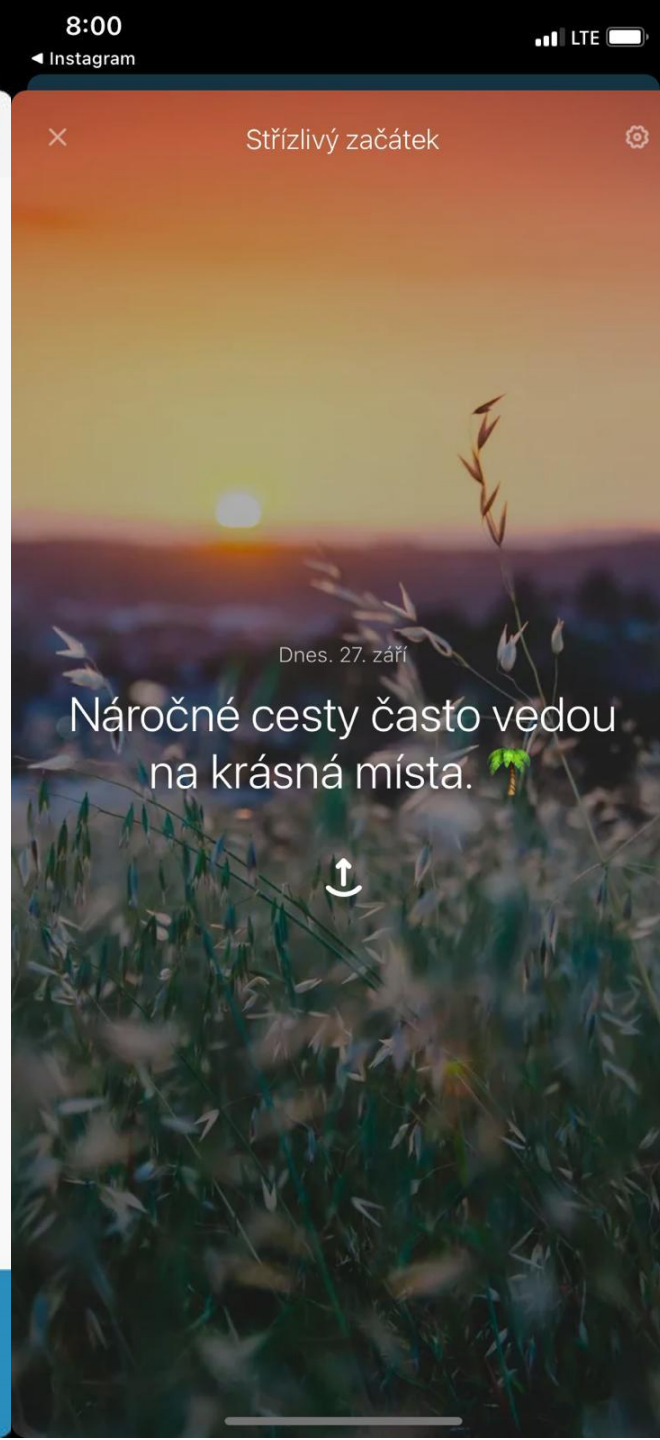 8:00
LTE
◀ Instagram
Střízlivý začátek
Dnes. 27. září
Náročné cesty často vedou
na krásná místa. 🌴